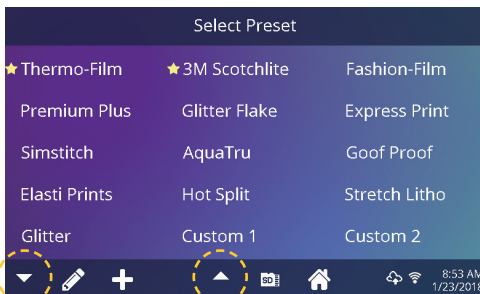 Select Preset
Thermo-Film 3M Scotchlite Fashion-Film
Premium Plus Glitter Flake Express Print
Simstitch AquaTru Goof Proof
Elasti Prints Hot Split Stretch Litho
Glitter Custom 1 Custom 2
SD 8:53 AM
1/23/2018